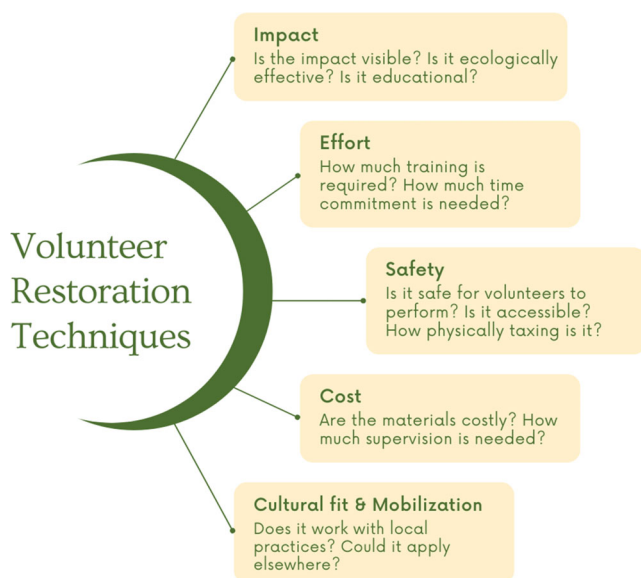 Impact
Is the impact visible? Is it ecologically
effective? Is it educational?
Effort
How much training is
required? How much time
commitment is needed?
Volunteer
Restoration
Techniques
Safety
Is it safe for volunteers to
perform? Is it accessible?
How physically taxing is it?
Cost
Are the materials costly? How
much supervision is needed?
Cultural fit & Mobilization
Does it work with local
practices? Could it apply
elsewhere?